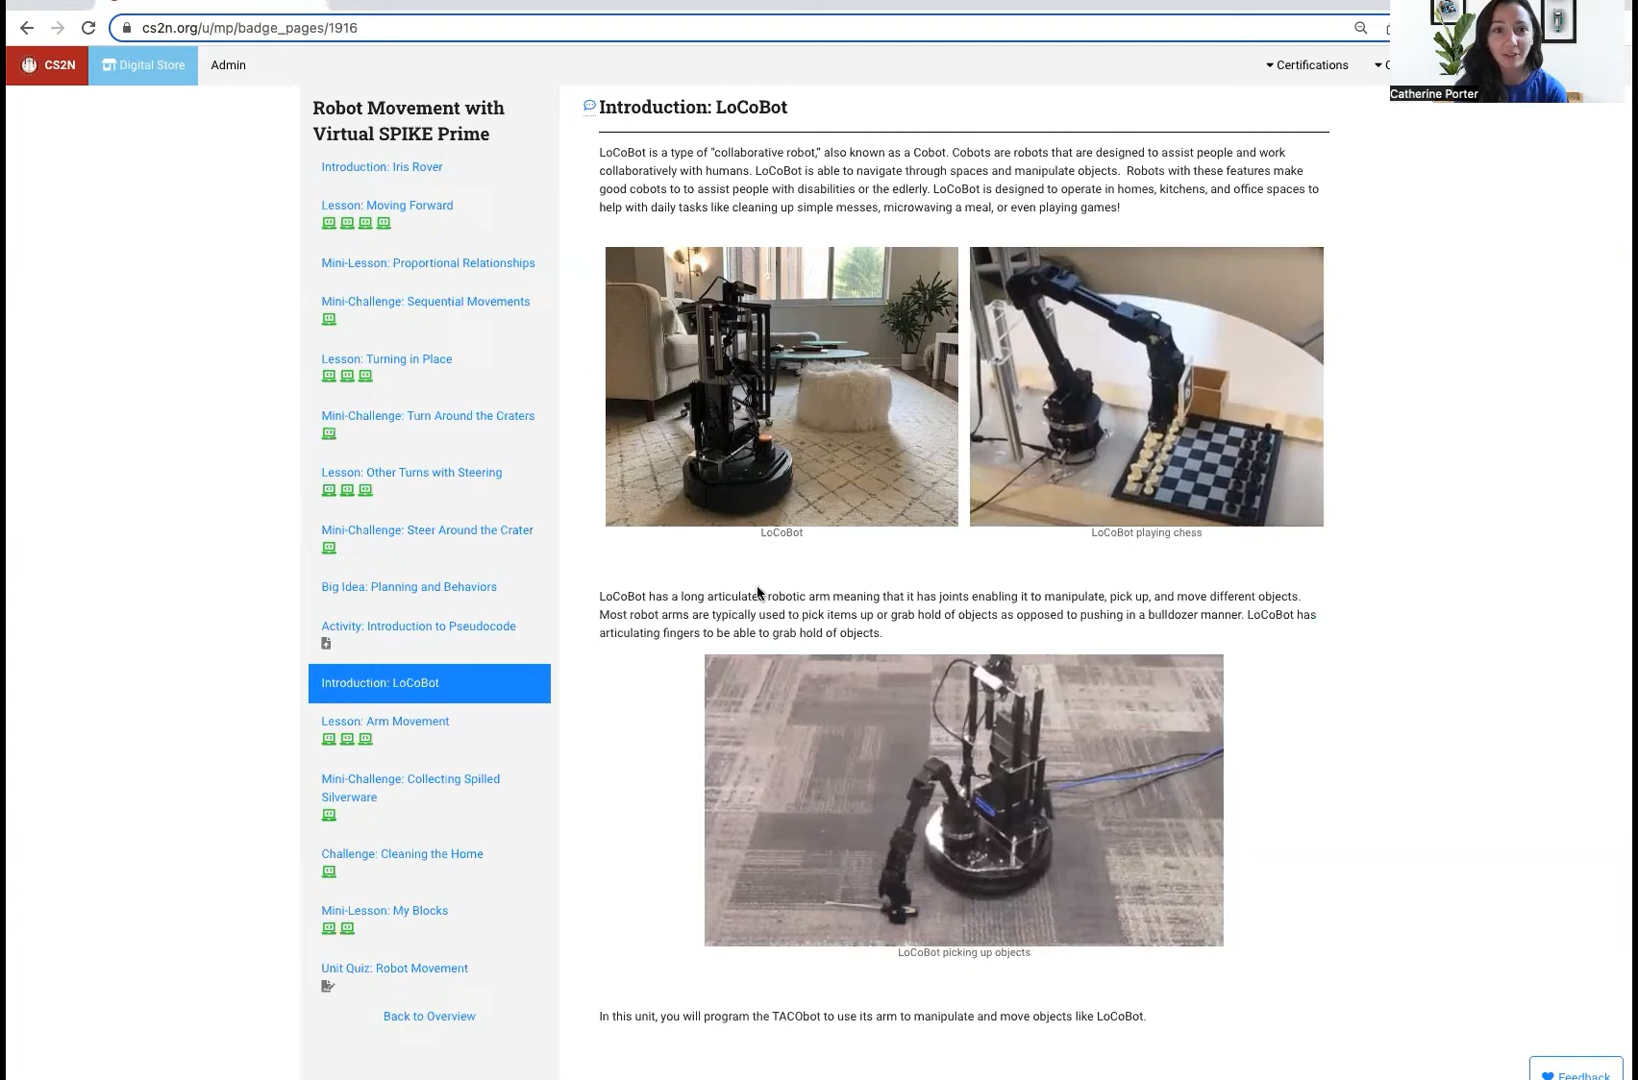 cs2n.org/u/mp/badge_pages/1916
CS2N
Digital Store
Admin
Certifications
C
Catherine Porter
Robot Movement with
Virtual SPIKE Prime
Introduction: Iris Rover
Lesson: Moving Forward
Mini-Lesson: Proportional Relationships
Mini-Challenge: Sequential Movements
Lesson: Turning in Place
Mini-Challenge: Turn Around the Craters
Lesson: Other Turns with Steering
Mini-Challenge: Steer Around the Crater
Big Idea: Planning and Behaviors
Activity: Introduction to Pseudocode
Introduction: LoCoBot
Lesson: Arm Movement
Mini-Challenge: Collecting Spilled
Silverware
Challenge: Cleaning the Home
Mini-Lesson: My Blocks
Unit Quiz: Robot Movement
Back to Overview
Introduction: LoCoBot
LoCoBot is a type of “collaborative robot,” also known as a Cobot. Cobots are robots that are designed to assist people and work
collaboratively with humans. LoCoBot is able to navigate through spaces and manipulate objects. Robots with these features make
good cobots to to assist people with disabilities or the edlerly. LoCoBot is designed to operate in homes, kitchens, and office spaces to
help with daily tasks like cleaning up simple messes, microwaving a meal, or even playing games!
LoCoBot
LoCoBot playing chess
LoCoBot has a long articulated robotic arm meaning that it has joints enabling it to manipulate, pick up, and move different objects.
Most robot arms are typically used to pick items up or grab hold of objects as opposed to pushing in a bulldozer manner. LoCoBot has
articulating fingers to be able to grab hold of objects.
LoCoBot picking up objects
In this unit, you will program the TACObot to use its arm to manipulate and move objects like LoCoBot.
Feedback